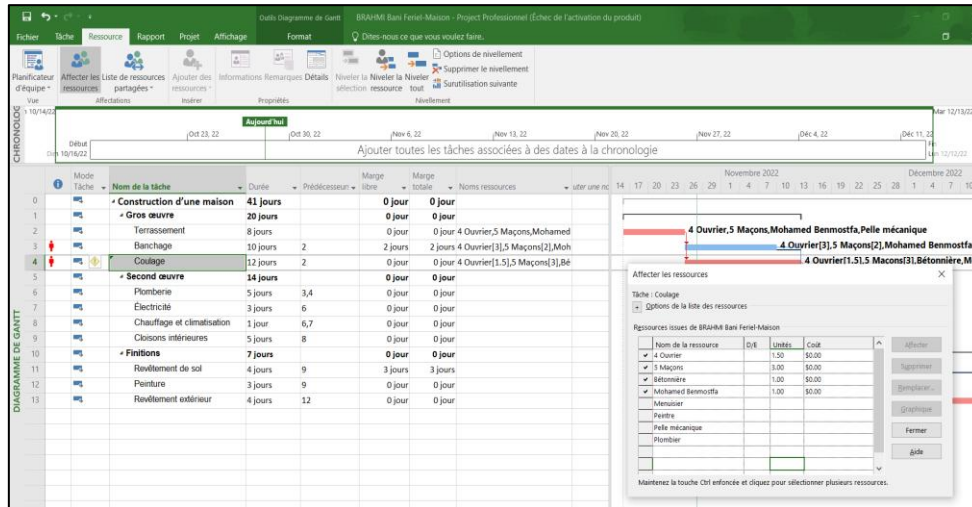 Outils Diagramme de Gantt BRAHMI Bani Feriel-Maison - Project Professionnel (Échec de l'activation du produit)
Fichier Tâche Ressource Rapport Projet Affichage Format Dites-nous ce que vous voulez faire.
Planificateur d'équipe Affecter les ressources Liste de ressources partagées Ajouter des ressources Informations Remarques Détails Niveler la sélection Niveler la ressource Niveler tout Options de nivellement
Supprimer le nivellement
Surutilisation suivante
Vue Affectations Insérer Propriétés Nivellement
CHRONOLOG
10/14/22 Mar 12/13/22
Aujourd'hui
Oct 23, 22 Oct 30, 22 Nov 6, 22 Nov 13, 22 Nov 20, 22 Nov 27, 22 Déc 4, 22 Déc 11, 22
Début
10/16/22 Ajouter toutes les tâches associées à des dates à la chronologie 12/12/22
DIAGRAMME DE GANTT
Mode Tâche Nom de la tâche Durée Prédécesseurs Marge libre Marge totale Noms ressources uter une no
Novembre 2022 Décembre 2022
14 17 20 23 26 29 1 4 7 10 13 16 19 22 25 28 1 4 7 10
0 Construction d'une maison 41 jours 0 jour 0 jour
1 Gros œuvre 20 jours 0 jour 0 jour
2 Terrassement 8 jours 0 jour 0 jour 4 Ouvrier,5 Maçons,Mohamed 4 Ouvrier,5 Maçons,Mohamed Benmostfa,Pelle mécanique
3 Banchage 10 jours 2 2 jours 2 jours 4 Ouvrier[3],5 Maçons[2],Moh 4 Ouvrier[3],5 Maçons[2],Mohamed Benmostfa
4 Coulage 12 jours 2 0 jour 0 jour 4 Ouvrier[1.5],5 Maçons[3],Bé 4 Ouvrier[1.5],5 Maçons[3],Bétonnière,M
5 Second œuvre 14 jours 0 jour 0 jour
6 Plomberie 5 jours 3,4 0 jour 0 jour
7 Électricité 3 jours 6 0 jour 0 jour
8 Chauffage et climatisation 1 jour 6,7 0 jour 0 jour
9 Cloisons intérieures 5 jours 8 0 jour 0 jour
10 Finitions 7 jours 0 jour 0 jour
11 Revêtement de sol 4 jours 9 3 jours 3 jours
12 Peinture 3 jours 9 0 jour 0 jour
13 Revêtement extérieur 4 jours 12 0 jour 0 jour
Affecter les ressources
Tâche : Coulage
+ Options de la liste des ressources
Ressources issues de BRAHMI Bani Feriel-Maison
Nom de la ressource D/E Unités Coût
4 Ouvrier 1.50 $0.00
5 Maçons 3.00 $0.00
Bétonnière 1.00 $0.00
Mohamed Benmostfa 1.00 $0.00
Menuisier
Peintre
Pelle mécanique
Plombier
Affecter
Supprimer
Remplacer...
Graphique
Fermer
Aide
Maintenez la touche Ctrl enfoncée et cliquez pour sélectionner plusieurs ressources.